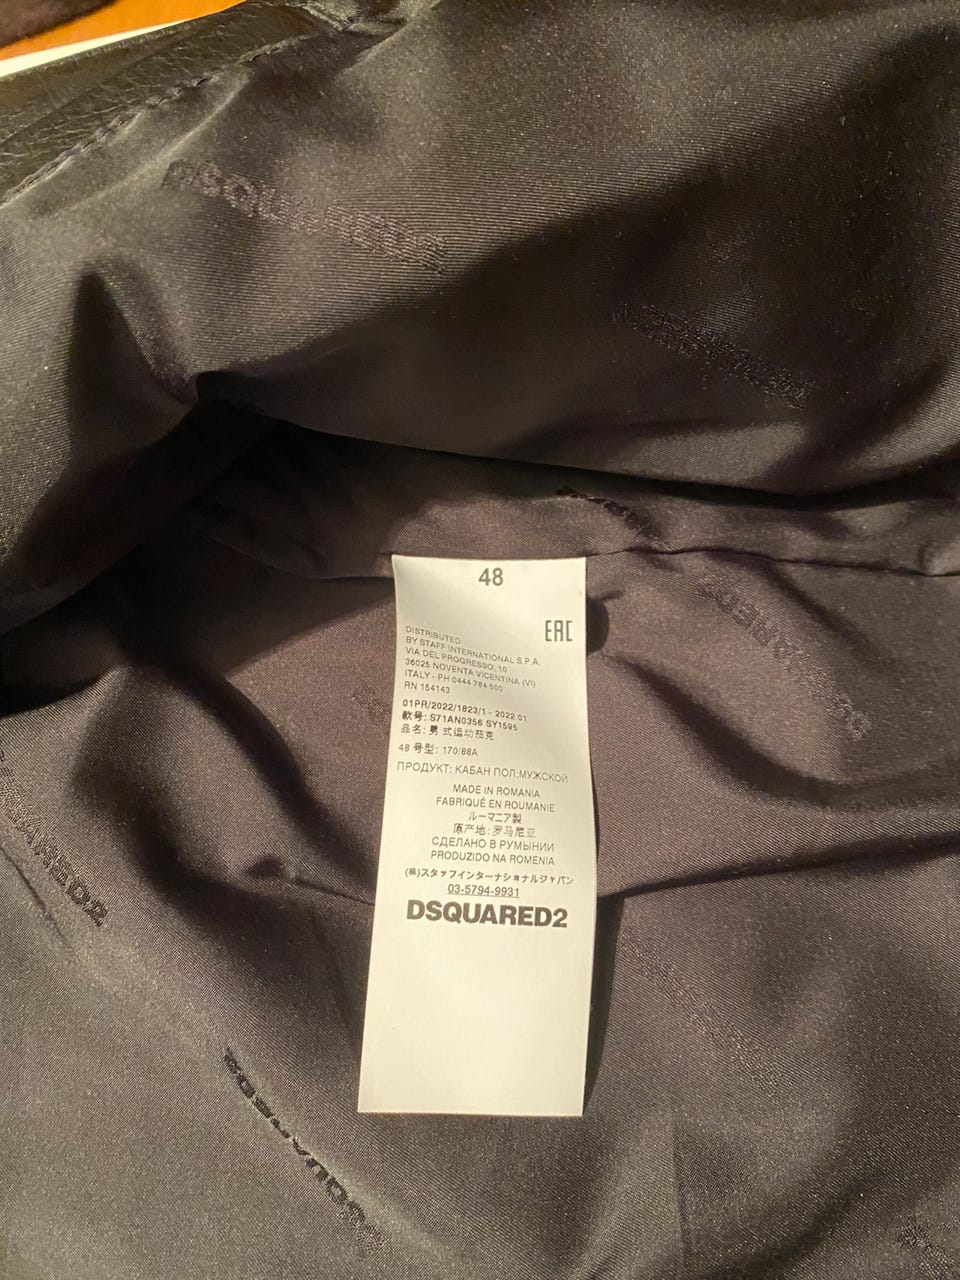 DSQUARED2
48
EAC
DISTRIBUTED
BY STAFF INTERNATIONAL S.P.A.
VIA DEL PROGRESSO, 10
36025 NOVENTA VICENTINA (VI)
ITALY - PH 0444 784 500
RN 154143
01PR/2022/1823/1 - 2022 01
款号: S71AN0356 SY1595
品名: 男 式运动茄克
48 号型: 170/88A
ПРОДУКТ: КАБАН ПОЛ:МУЖСКОЙ
MADE IN ROMANIA
FABRIQUÉ EN ROUMANIE
ルーマニア製
原产地: 罗马尼亚
СДЕЛАНО В РУМЫНИИ
PRODUZIDO NA ROMENIA
(株)スタッフインターナショナルジャパン
03-5794-9931
DSQUARED2
DSQUARED2
DSQUARED2